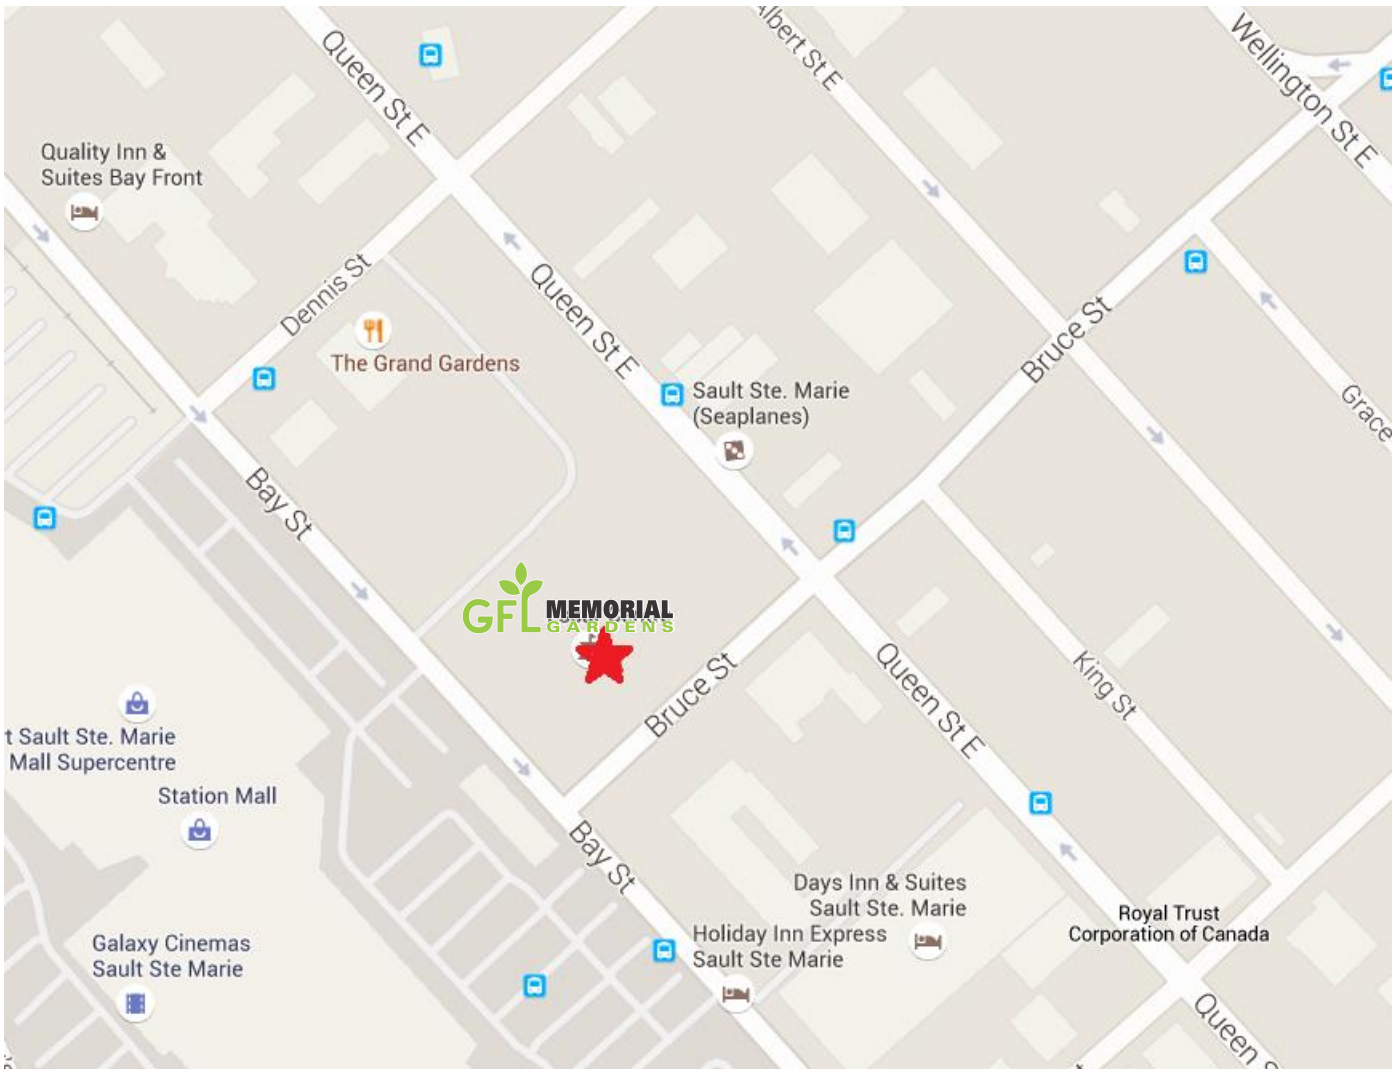 Queen St E
Albert St E
Wellington St E
Quality Inn &
Suites Bay Front
Dennis St
The Grand Gardens
Queen St E
Bruce St
Sault Ste. Marie
(Seaplanes)
Grace
Bay St
GFL MEMORIAL
GARDENS
Bruce St
Queen St E
King St
t Sault Ste. Marie
Mall Supercentre
Station Mall
Bay St
Days Inn & Suites
Sault Ste. Marie
Royal Trust
Corporation of Canada
Holiday Inn Express
Sault Ste Marie
Galaxy Cinemas
Sault Ste Marie
Queen S